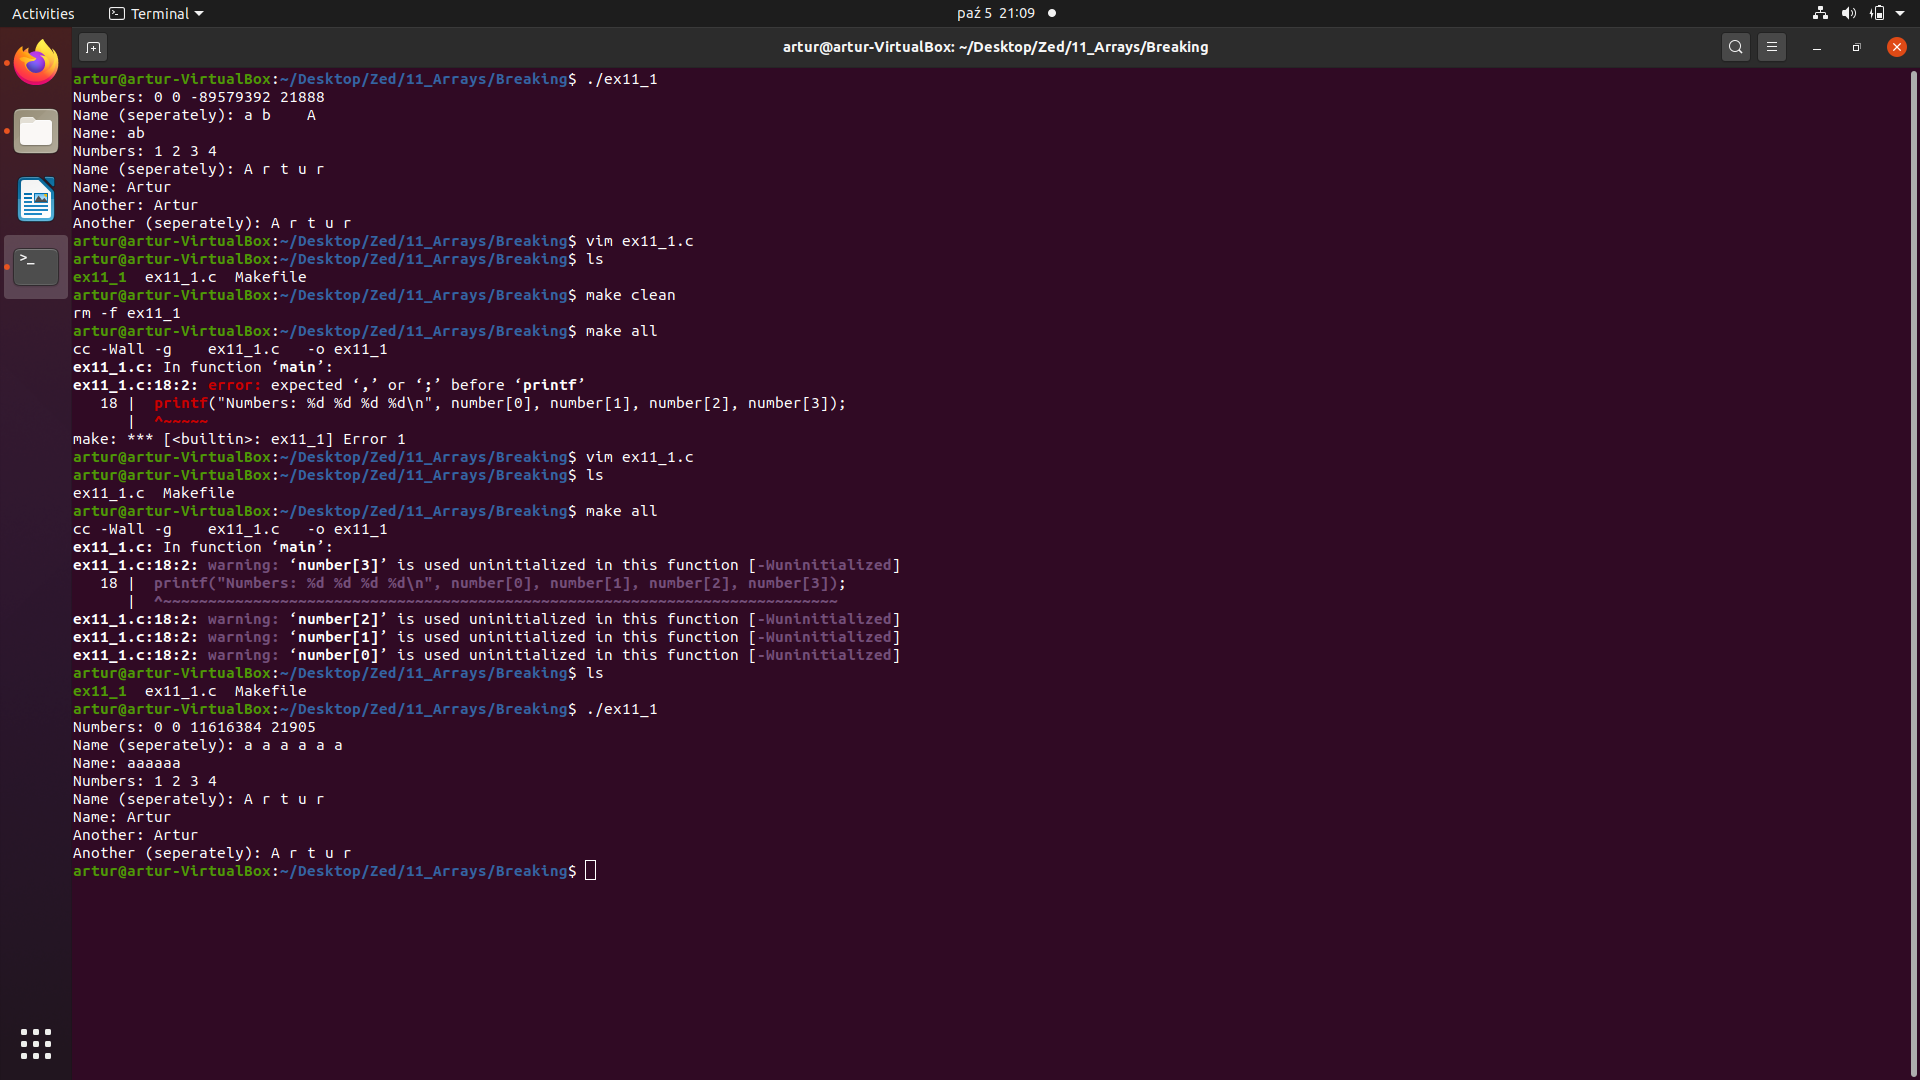 Activities
Terminal
paź 5 21:09
artur@artur-VirtualBox: ~/Desktop/Zed/11_Arrays/Breaking
artur@artur-VirtualBox:~/Desktop/Zed/11_Arrays/Breaking$ ./ex11_1
Numbers: 0 0 -89579392 21888
Name (seperately): a b    A
Name: ab
Numbers: 1 2 3 4
Name (seperately): A r t u r
Name: Artur
Another: Artur
Another (seperately): A r t u r
artur@artur-VirtualBox:~/Desktop/Zed/11_Arrays/Breaking$ vim ex11_1.c
artur@artur-VirtualBox:~/Desktop/Zed/11_Arrays/Breaking$ ls
ex11_1  ex11_1.c  Makefile
artur@artur-VirtualBox:~/Desktop/Zed/11_Arrays/Breaking$ make clean
rm -f ex11_1
artur@artur-VirtualBox:~/Desktop/Zed/11_Arrays/Breaking$ make all
cc -Wall -g    ex11_1.c   -o ex11_1
ex11_1.c: In function ‘main’:
ex11_1.c:18:2: error: expected ‘,’ or ‘;’ before ‘printf’
   18 |  printf("Numbers: %d %d %d %d\n", number[0], number[1], number[2], number[3]);
      |  ^~~~~~
make: *** [<builtin>: ex11_1] Error 1
artur@artur-VirtualBox:~/Desktop/Zed/11_Arrays/Breaking$ vim ex11_1.c
artur@artur-VirtualBox:~/Desktop/Zed/11_Arrays/Breaking$ ls
ex11_1.c  Makefile
artur@artur-VirtualBox:~/Desktop/Zed/11_Arrays/Breaking$ make all
cc -Wall -g    ex11_1.c   -o ex11_1
ex11_1.c: In function ‘main’:
ex11_1.c:18:2: warning: ‘number[3]’ is used uninitialized in this function [-Wuninitialized]
   18 |  printf("Numbers: %d %d %d %d\n", number[0], number[1], number[2], number[3]);
      |  ^~~~~~~~~~~~~~~~~~~~~~~~~~~~~~~~~~~~~~~~~~~~~~~~~~~~~~~~~~~~~~~~~~~~~~~~~~~~
ex11_1.c:18:2: warning: ‘number[2]’ is used uninitialized in this function [-Wuninitialized]
ex11_1.c:18:2: warning: ‘number[1]’ is used uninitialized in this function [-Wuninitialized]
ex11_1.c:18:2: warning: ‘number[0]’ is used uninitialized in this function [-Wuninitialized]
artur@artur-VirtualBox:~/Desktop/Zed/11_Arrays/Breaking$ ls
ex11_1  ex11_1.c  Makefile
artur@artur-VirtualBox:~/Desktop/Zed/11_Arrays/Breaking$ ./ex11_1
Numbers: 0 0 11616384 21905
Name (seperately): a a a a a a
Name: aaaaaa
Numbers: 1 2 3 4
Name (seperately): A r t u r
Name: Artur
Another: Artur
Another (seperately): A r t u r
artur@artur-VirtualBox:~/Desktop/Zed/11_Arrays/Breaking$